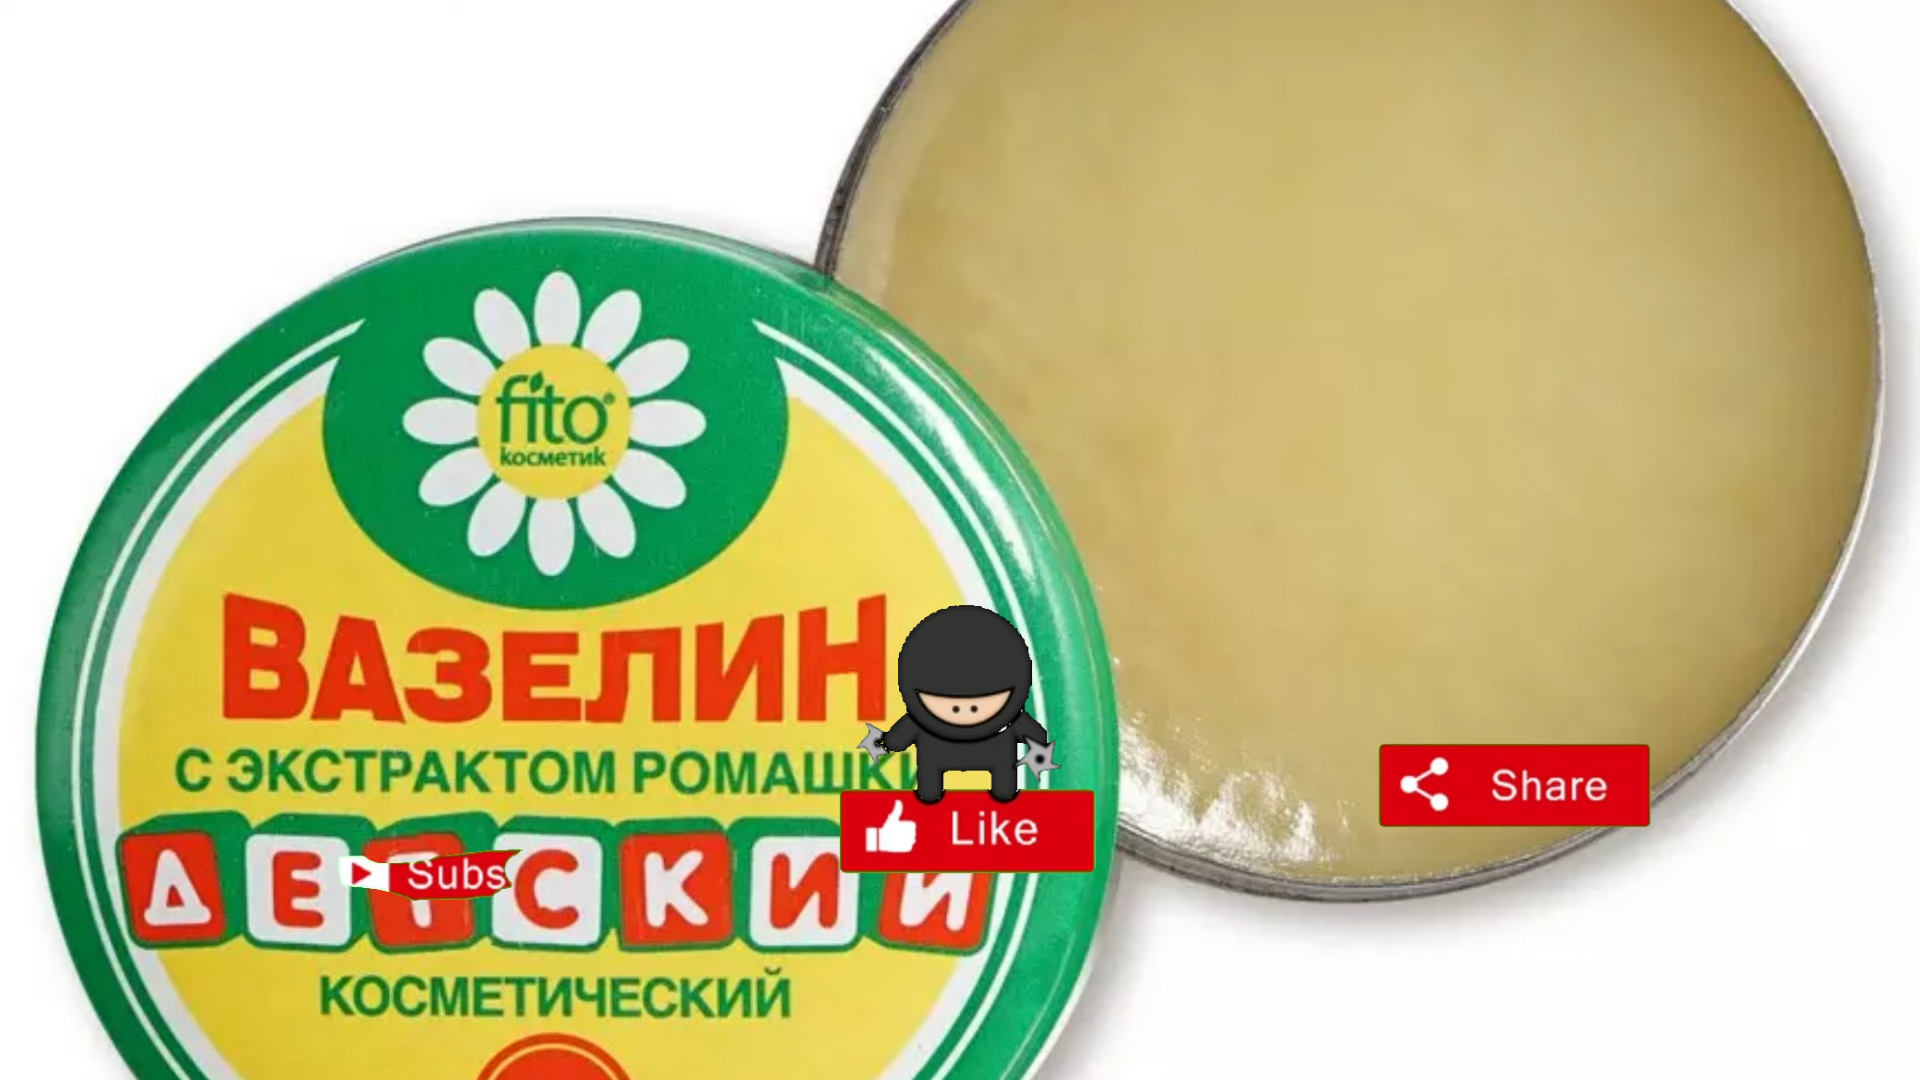 fito®
косметик
ВАЗЕЛИН
С ЭКСТРАКТОМ РОМАШКИ
ДЕТСКИЙ
Subs
Like
Share
КОСМЕТИЧЕСКИЙ